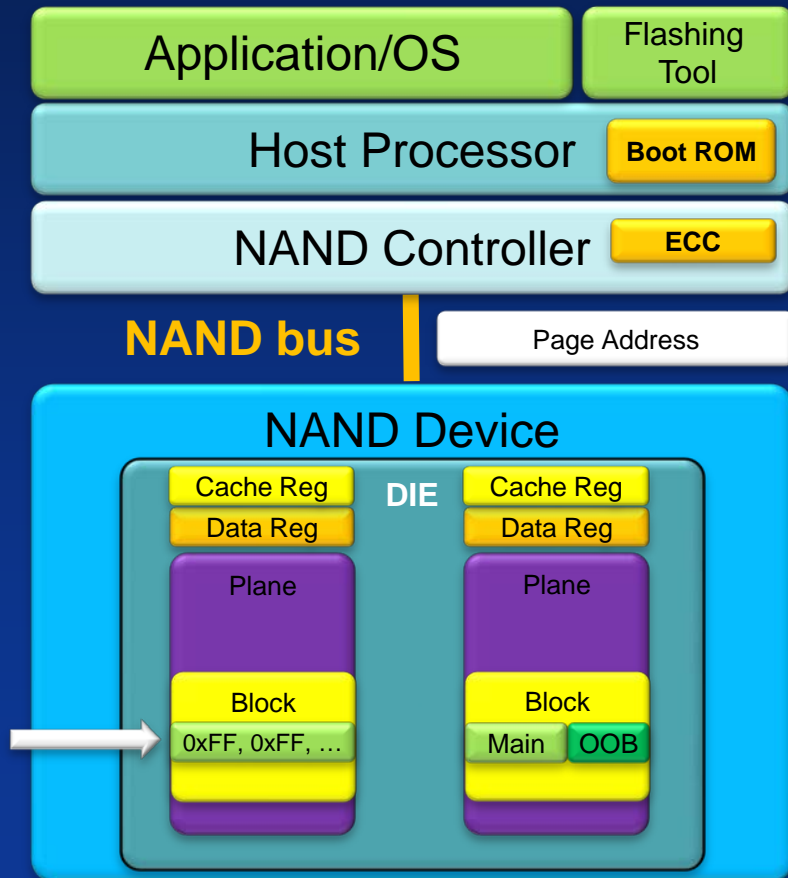 Application/OS
Flashing
Tool
Host Processor
Boot ROM
NAND Controller
ECC
NAND bus
Page Address
NAND Device
Cache Reg
DIE
Cache Reg
Data Reg
Data Reg
Plane
Plane
Block
Block
0xFF, 0xFF, …
Main
OOB